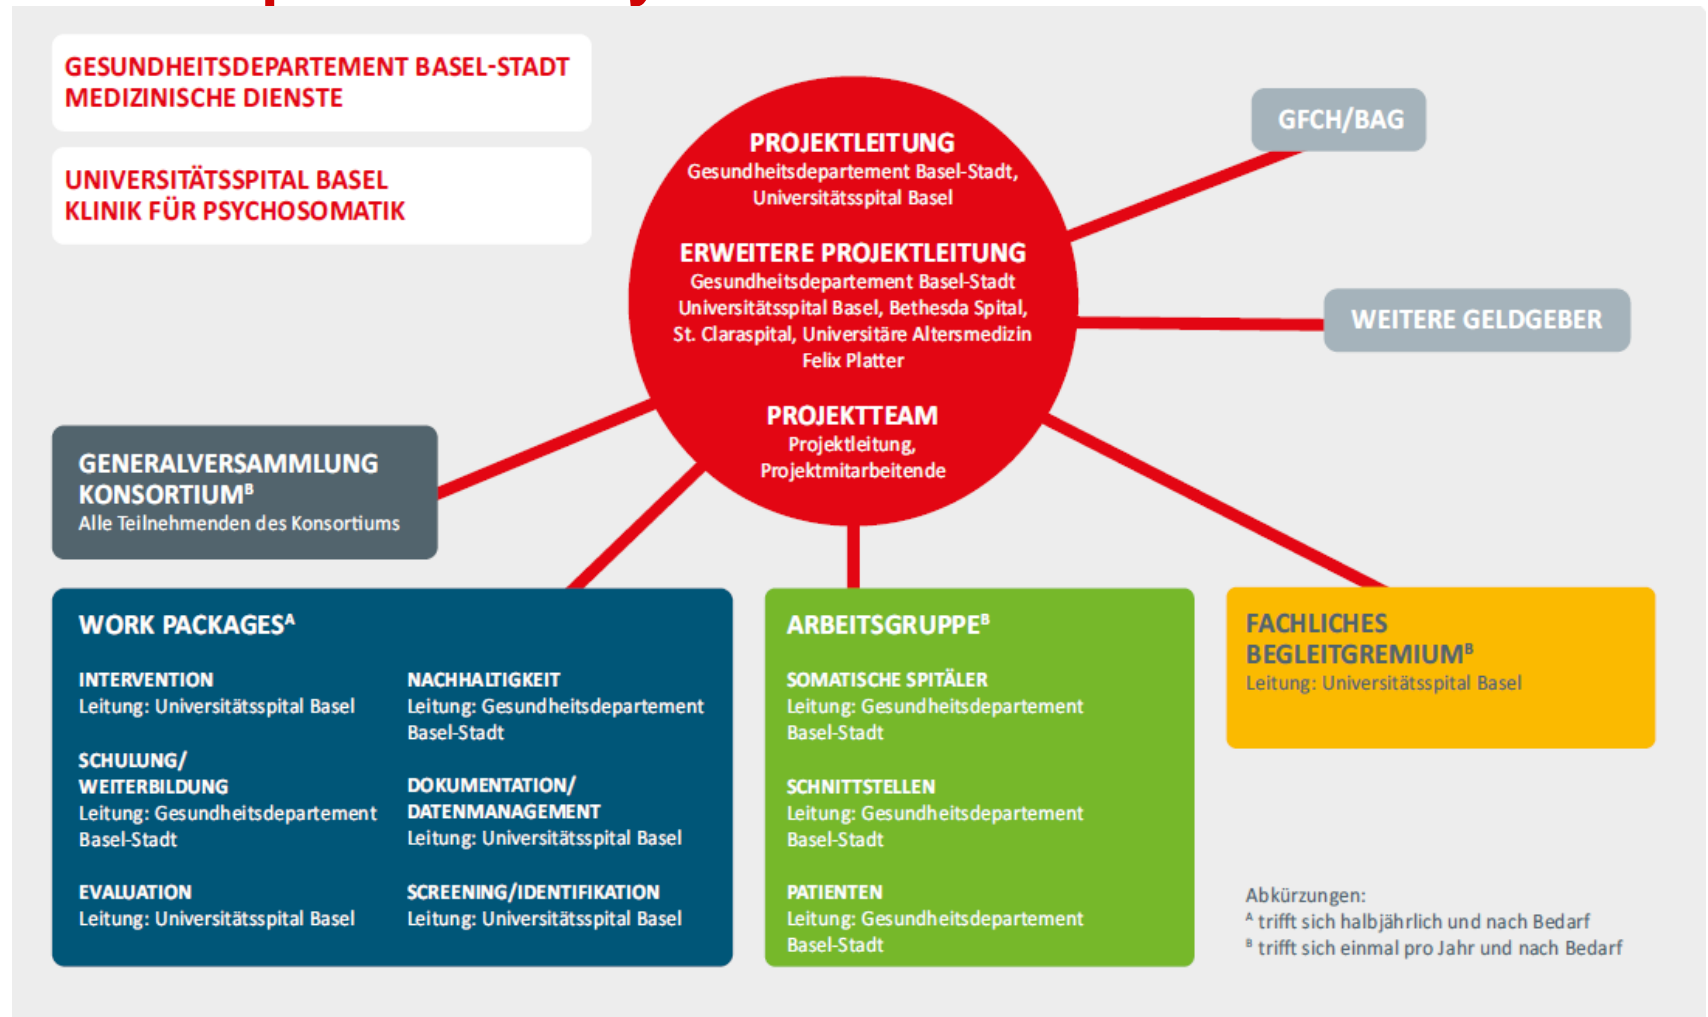 GESUNDHEITSDEPARTEMENT BASEL-STADT
MEDIZINISCHE DIENSTE
UNIVERSITÄTSSPITAL BASEL
KLINIK FÜR PSYCHOSOMATIK
PROJEKTLEITUNG
Gesundheitsdepartement Basel-Stadt,
Universitätsspital Basel
ERWEITERE PROJEKTLEITUNG
Gesundheitsdepartement Basel-Stadt
Universitätsspital Basel, Bethesda Spital,
St. Claraspital, Universitäre Altersmedizin
Felix Platter
PROJEKTTEAM
Projektleitung,
Projektmitarbeitende
GFCH/BAG
WEITERE GELDGEBER
GENERALVERSAMMLUNG
KONSORTIUMᴮ
Alle Teilnehmenden des Konsortiums
WORK PACKAGESᴬ
INTERVENTION
Leitung: Universitätsspital Basel
SCHULUNG/
WEITERBILDUNG
Leitung: Gesundheitsdepartement
Basel-Stadt
EVALUATION
Leitung: Universitätsspital Basel
NACHHALTIGKEIT
Leitung: Gesundheitsdepartement
Basel-Stadt
DOKUMENTATION/
DATENMANAGEMENT
Leitung: Universitätsspital Basel
SCREENING/IDENTIFIKATION
Leitung: Universitätsspital Basel
ARBEITSGRUPPEᴮ
SOMATISCHE SPITÄLER
Leitung: Gesundheitsdepartement
Basel-Stadt
SCHNITTSTELLEN
Leitung: Gesundheitsdepartement
Basel-Stadt
PATIENTEN
Leitung: Gesundheitsdepartement
Basel-Stadt
FACHLICHES
BEGLEITGREMIUMᴮ
Leitung: Universitätsspital Basel
Abkürzungen:
ᴬ trifft sich halbjährlich und nach Bedarf
ᴮ trifft sich einmal pro Jahr und nach Bedarf